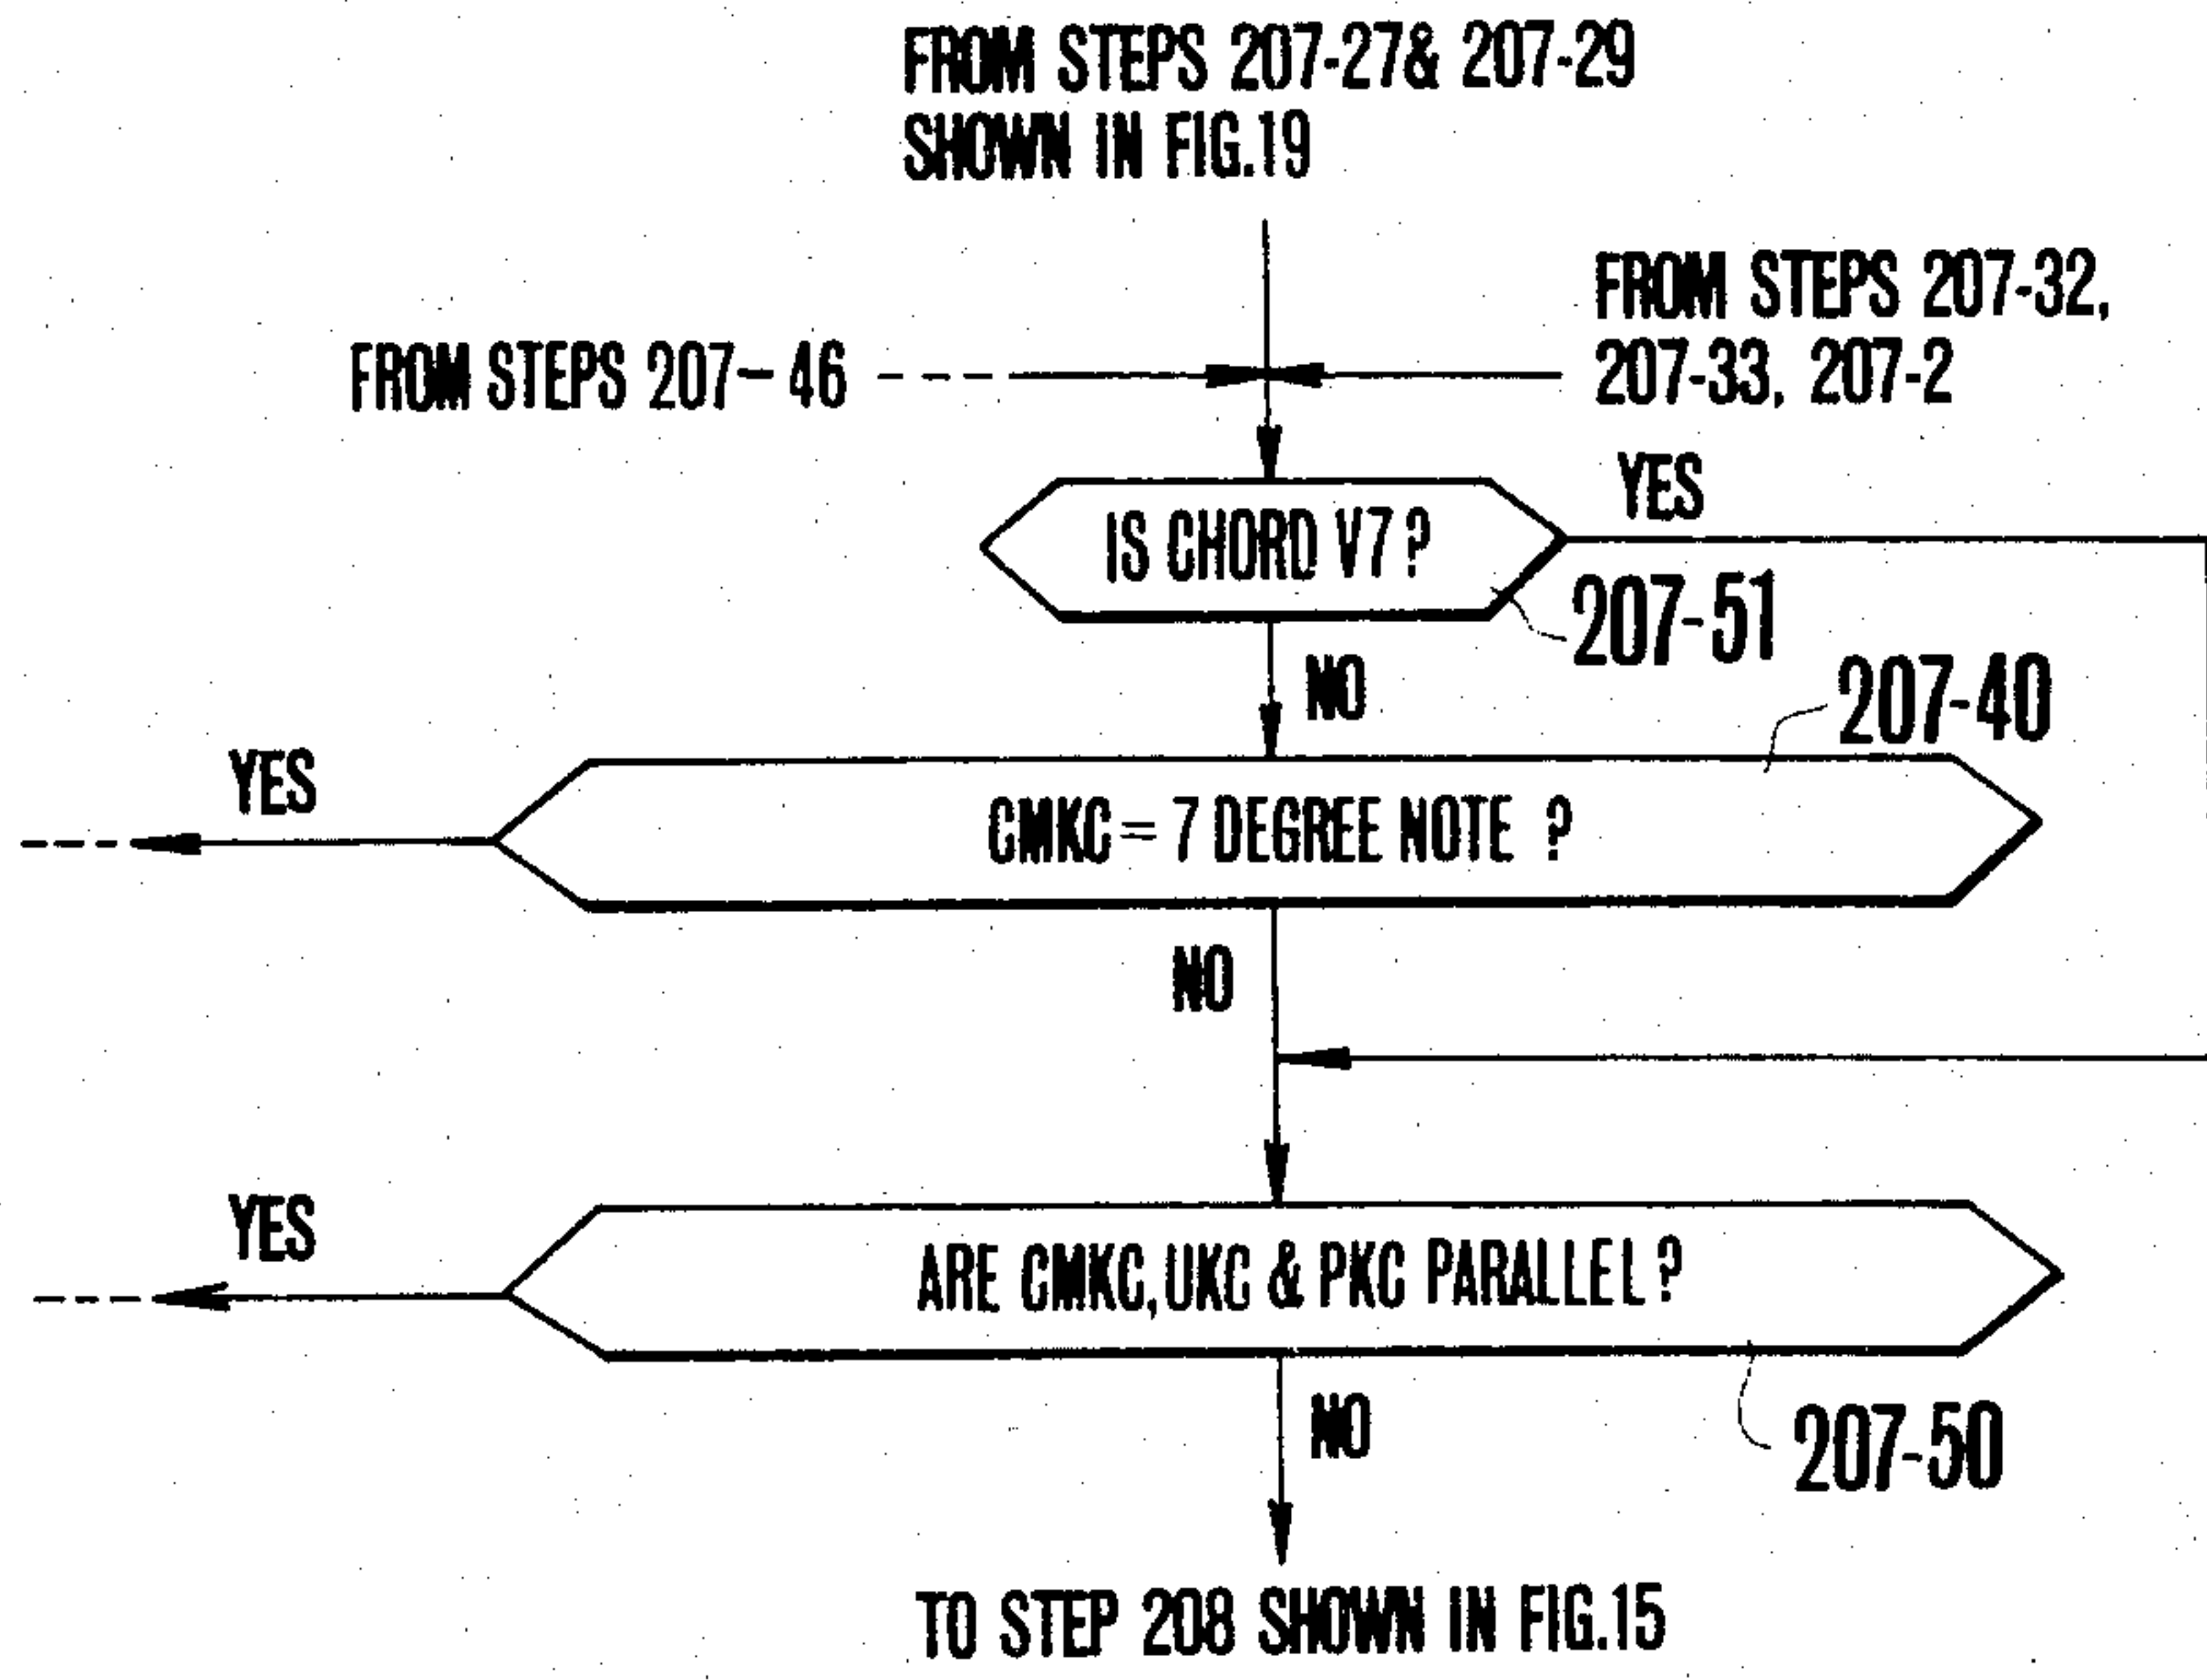 FROM STEPS 207-27& 207-29
SHOWN IN FIG.19
FROM STEPS 207-32,
207-33, 207-2
FROM STEPS 207-46
YES
IS CHORD V7?
207-51
NO
207-40
YES
CMKC = 7 DEGREE NOTE ?
NO
YES
ARE CMKC, UKC & PKC PARALLEL?
NO
207-50
TO STEP 208 SHOWN IN FIG.15